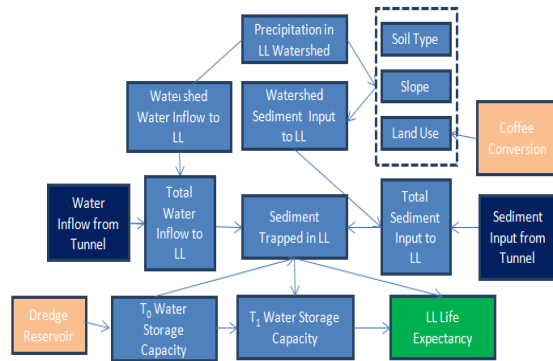 Precipitation in
LL Watershed
Soil Type
Slope
Land Use
Watershed
Water Inflow to
LL
Watershed
Sediment Input
to LL
Coffee
Conversion
Water
Inflow from
Tunnel
Total
Water
Inflow to
LL
Sediment
Trapped in LL
Total
Sediment
Input to
LL
Sediment
Input from
Tunnel
Dredge
Reservoir
T0 Water
Storage
Capacity
T1 Water Storage
Capacity
LL Life
Expectancy